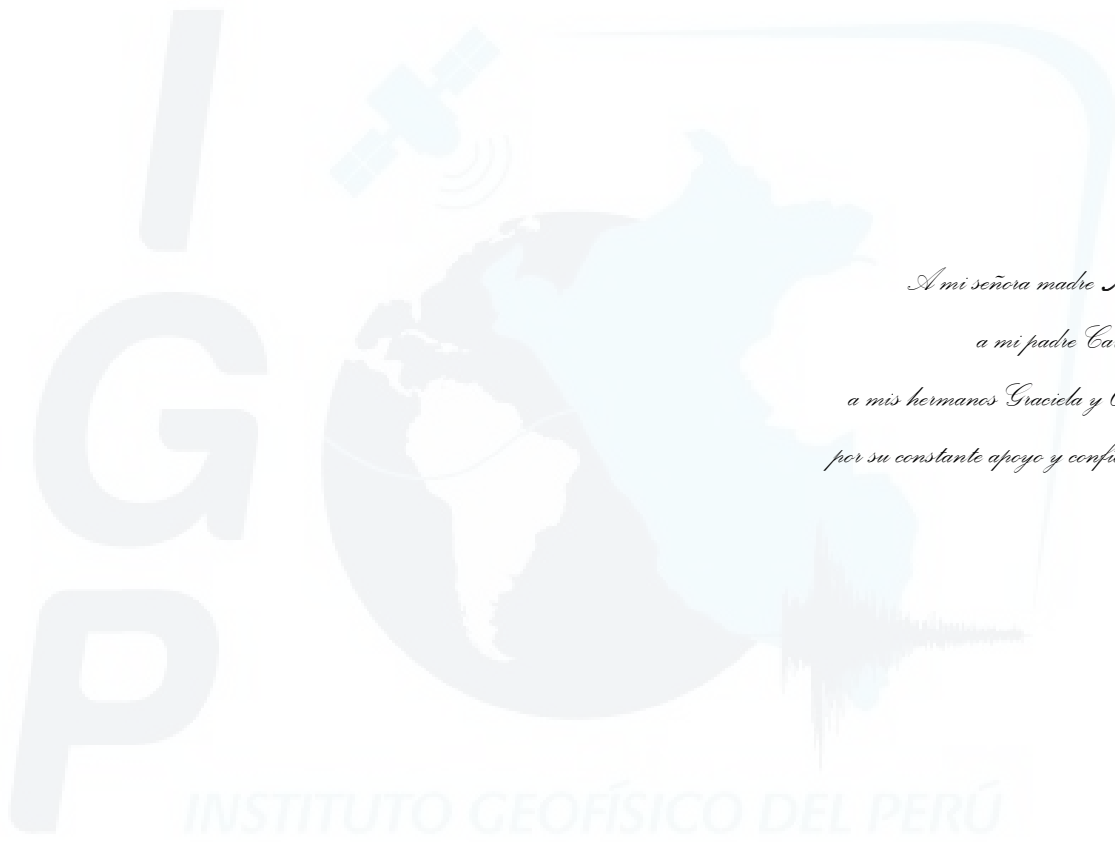 I
G
P
A mi señora madre
a mi padre
a mis hermanos Graciela y
por su constante apoyo y
INSTITUTO GEOFÍSICO DEL PERÚ